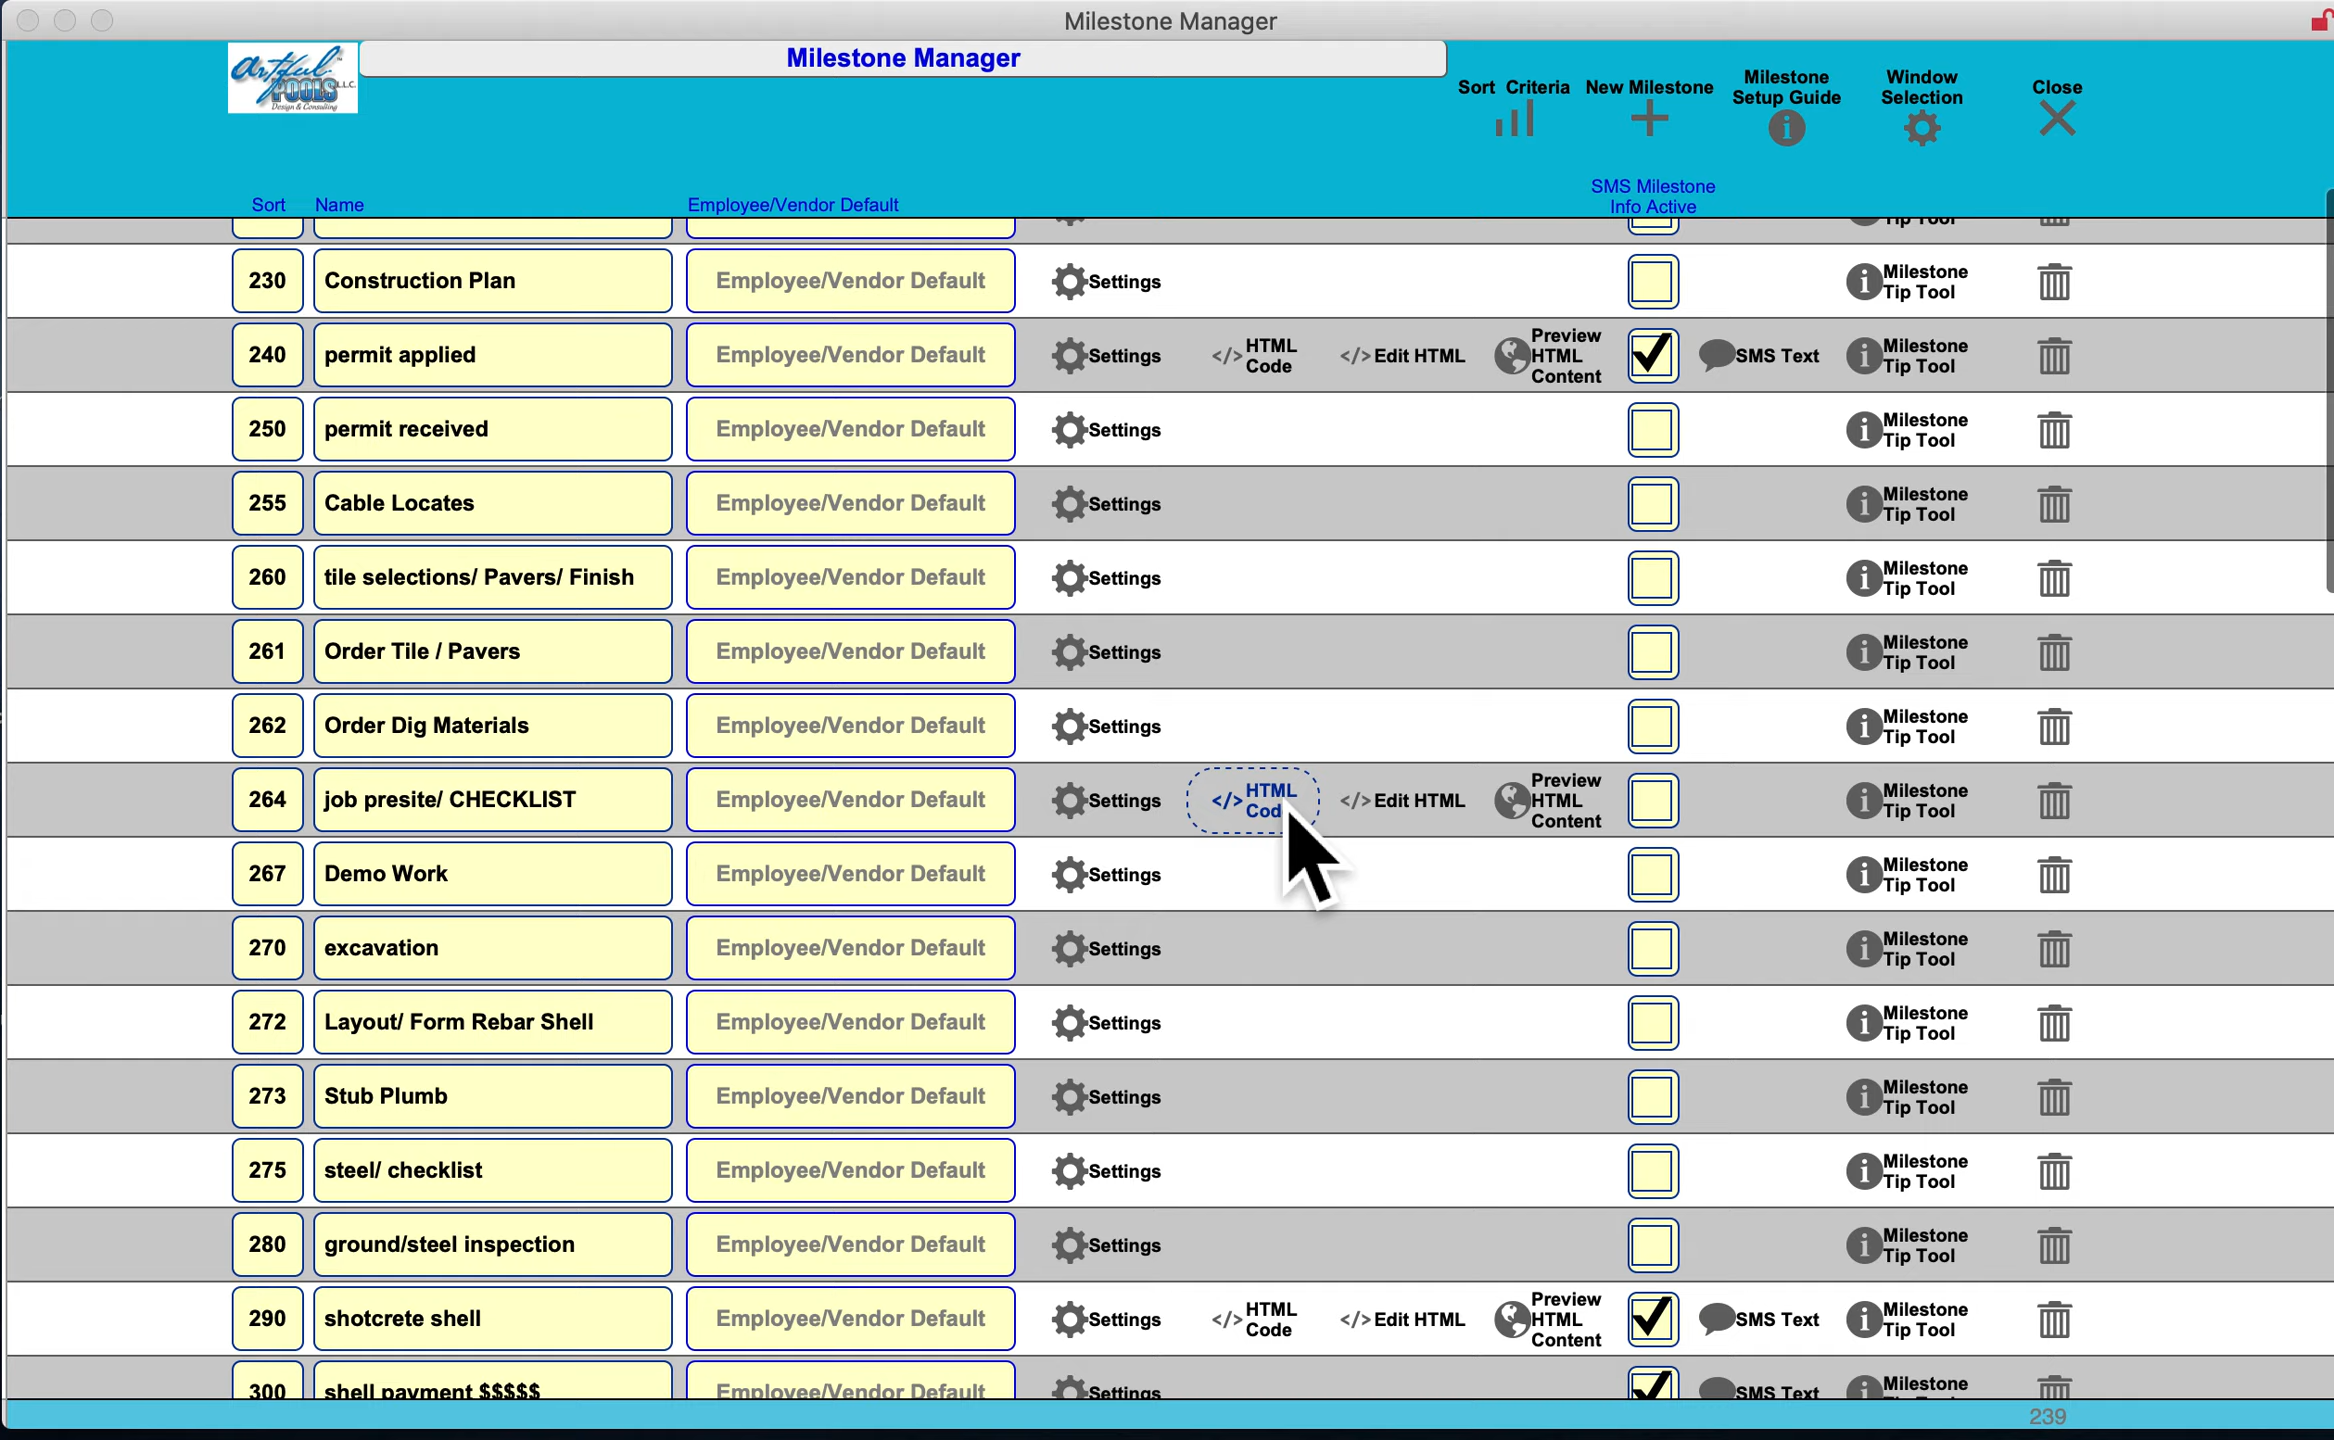 Milestone Manager
Artful
POOLS L.L.C.
Design & Consulting
Milestone Manager
Sort Criteria
New Milestone
Milestone
Setup Guide
Window
Selection
Close
Sort
Name
Employee/Vendor Default
SMS Milestone
Info Active
Tip Tool
230 Construction Plan Employee/Vendor Default Settings Milestone
Tip Tool
240 permit applied Employee/Vendor Default Settings </> HTML
Code </> Edit HTML Preview
HTML
Content SMS Text Milestone
Tip Tool
250 permit received Employee/Vendor Default Settings Milestone
Tip Tool
255 Cable Locates Employee/Vendor Default Settings Milestone
Tip Tool
260 tile selections/ Pavers/ Finish Employee/Vendor Default Settings Milestone
Tip Tool
261 Order Tile / Pavers Employee/Vendor Default Settings Milestone
Tip Tool
262 Order Dig Materials Employee/Vendor Default Settings Milestone
Tip Tool
264 job presite/ CHECKLIST Employee/Vendor Default Settings </> HTML
Code </> Edit HTML Preview
HTML
Content Milestone
Tip Tool
267 Demo Work Employee/Vendor Default Settings Milestone
Tip Tool
270 excavation Employee/Vendor Default Settings Milestone
Tip Tool
272 Layout/ Form Rebar Shell Employee/Vendor Default Settings Milestone
Tip Tool
273 Stub Plumb Employee/Vendor Default Settings Milestone
Tip Tool
275 steel/ checklist Employee/Vendor Default Settings Milestone
Tip Tool
280 ground/steel inspection Employee/Vendor Default Settings Milestone
Tip Tool
290 shotcrete shell Employee/Vendor Default Settings </> HTML
Code </> Edit HTML Preview
HTML
Content SMS Text Milestone
Tip Tool
300 shell payment $$$$$ Employee/Vendor Default Settings SMS Text Milestone
239